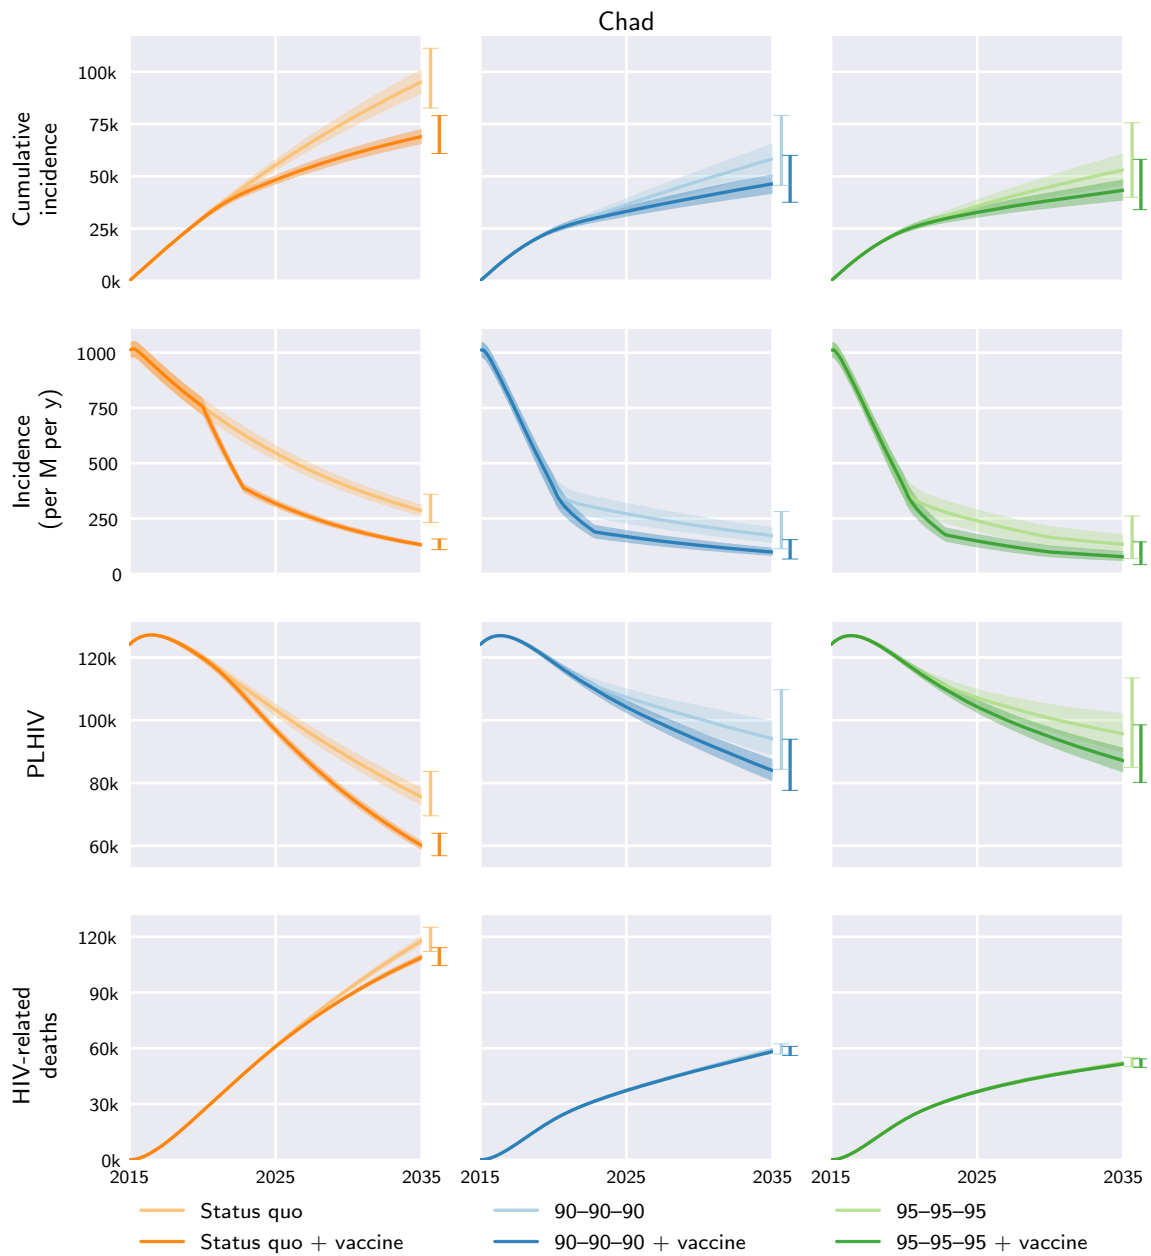 Chad
Cumulative
incidence
100k
75k
50k
25k
0k
Incidence
(per M per y)
1000
750
500
250
0
PLHIV
120k
100k
80k
60k
HIV-related
deaths
120k
90k
60k
30k
0k
2015 2025 2035 2015 2025 2035 2015 2025 2035
Status quo 90–90–90 95–95–95
Status quo + vaccine 90–90–90 + vaccine 95–95–95 + vaccine